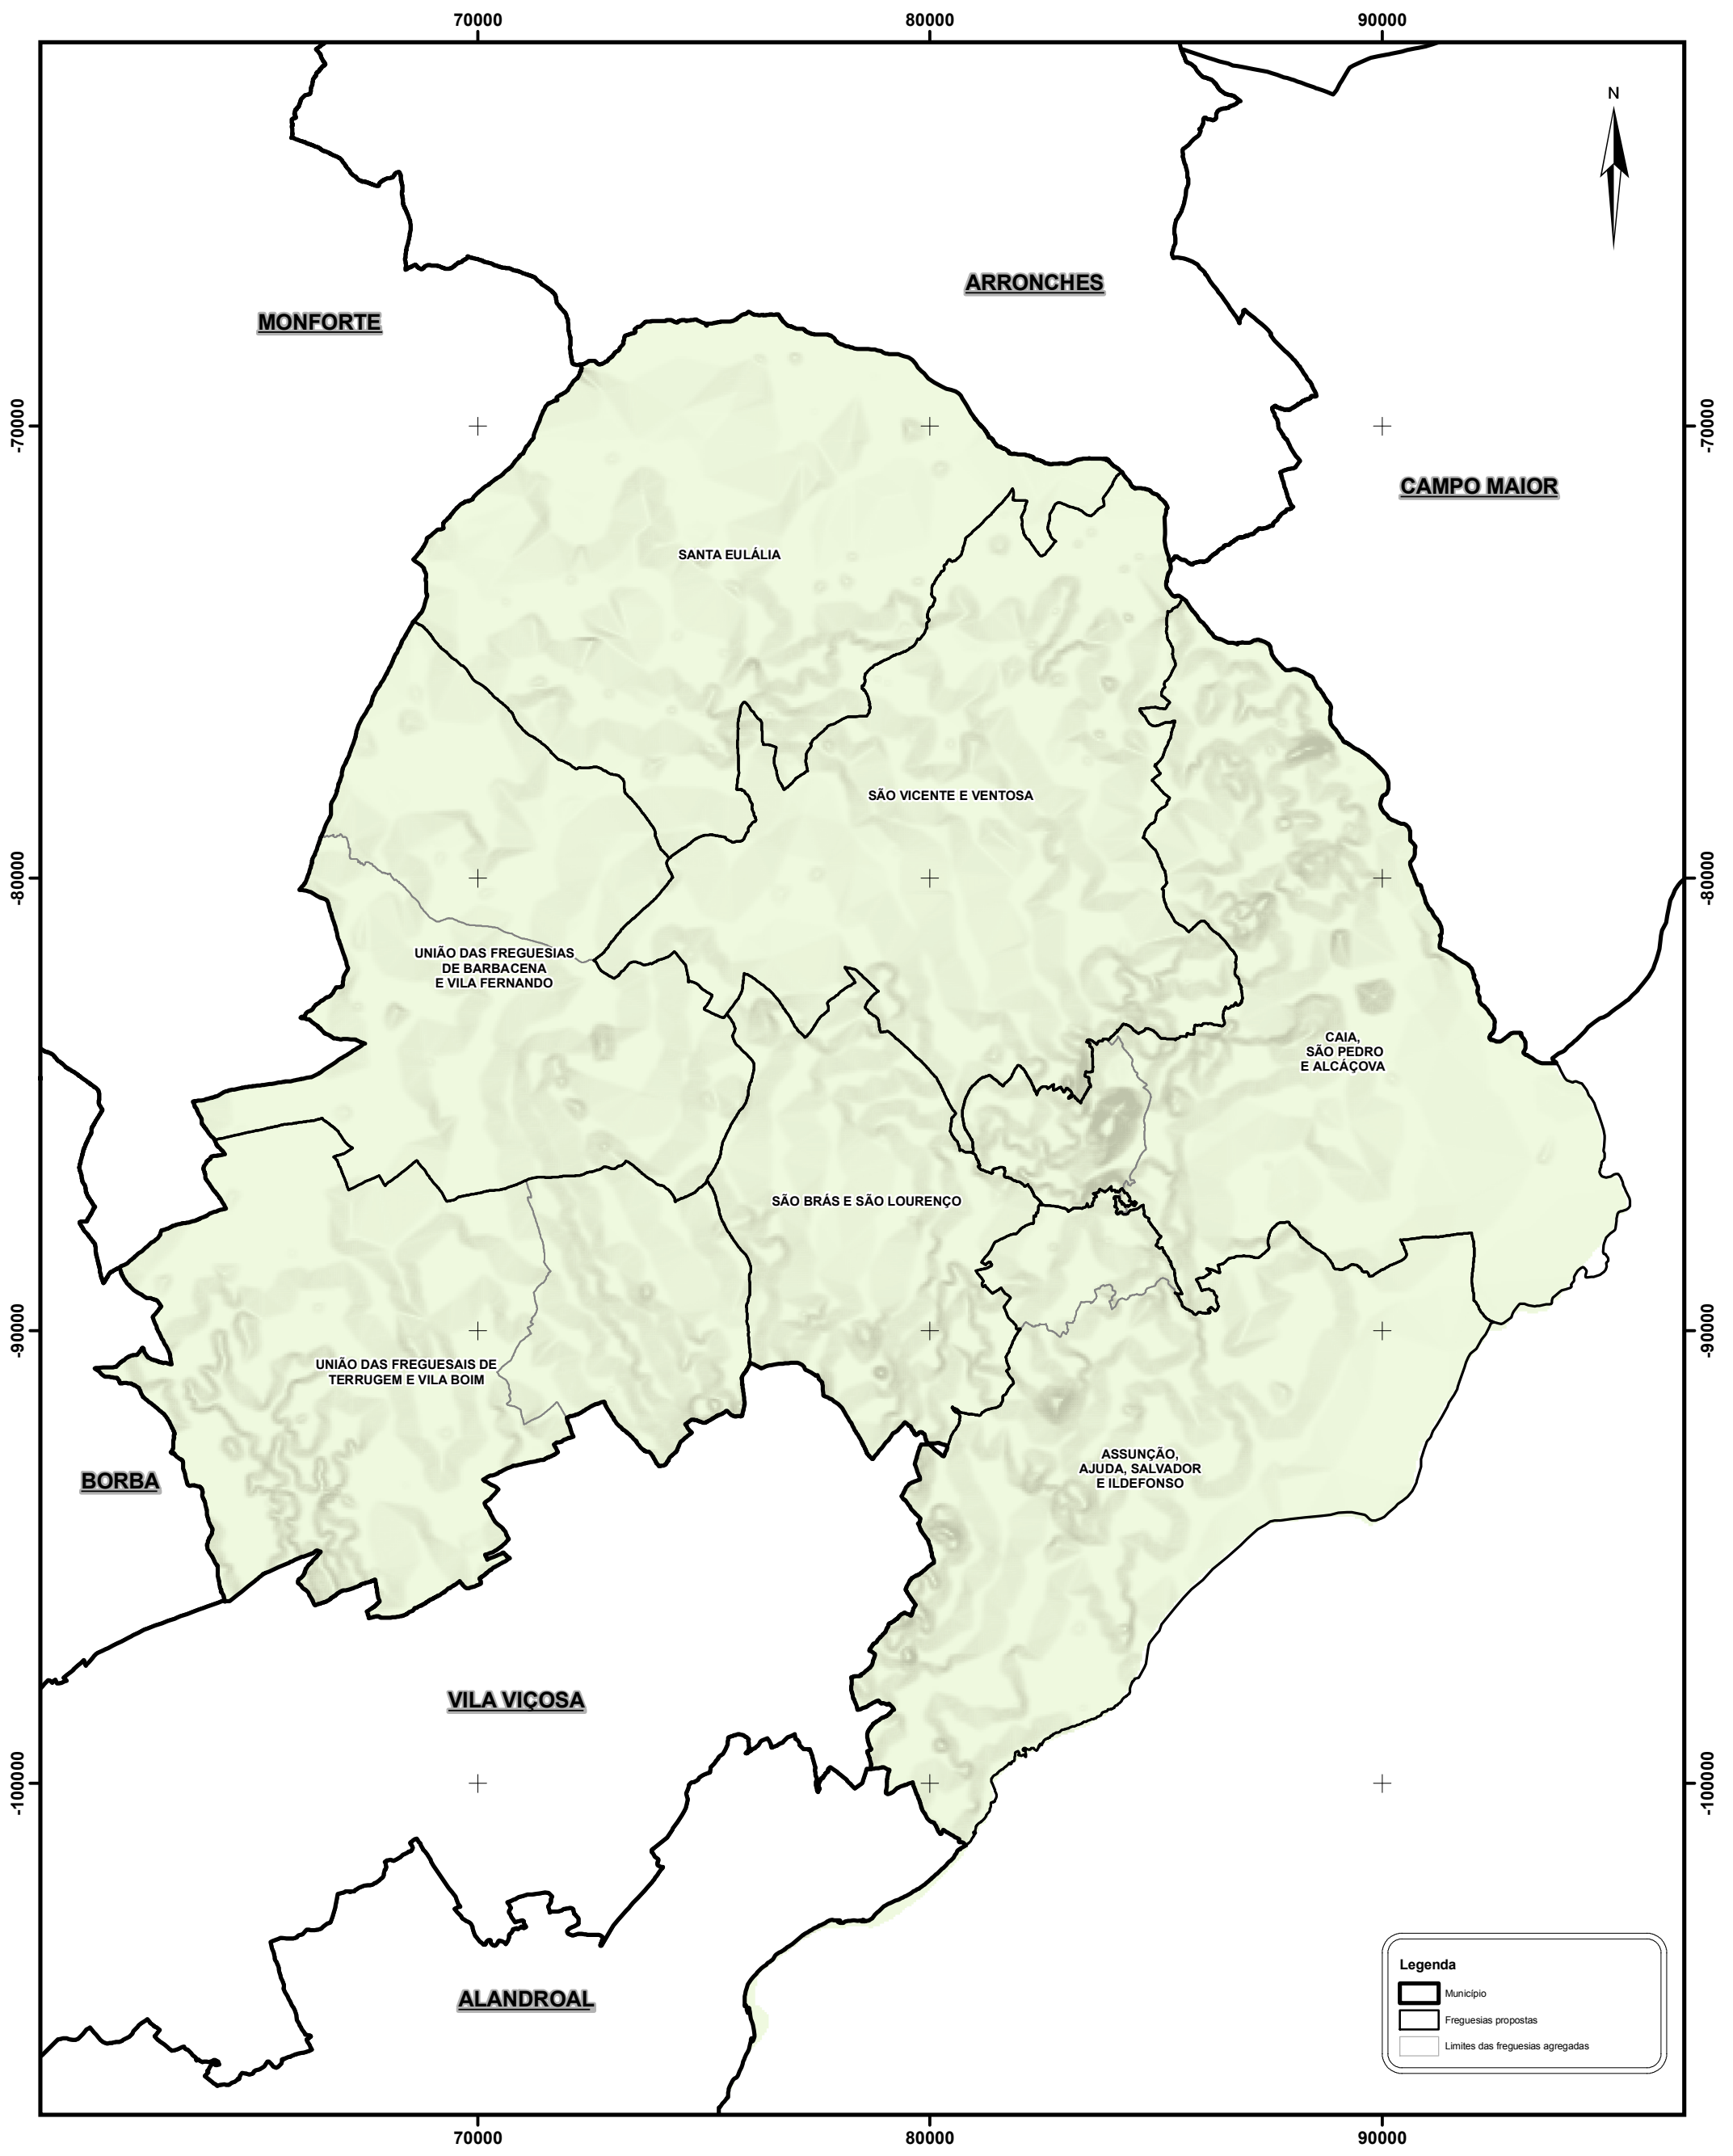 70000 80000 90000
N
ARRONCHES
MONFORTE
-70000 -70000
CAMPO MAIOR
SANTA EULÁLIA
SÃO VICENTE E VENTOSA
-80000 -80000
UNIÃO DAS FREGUESIAS
DE BARBACENA
E VILA FERNANDO
CAIA,
SÃO PEDRO
E ALCÁÇOVA
SÃO BRÁS E SÃO LOURENÇO
-90000 -90000
UNIÃO DAS FREGUESAIS DE
TERRUGEM E VILA BOIM
ASSUNÇÃO,
AJUDA, SALVADOR
E ILDEFONSO
BORBA
VILA VIÇOSA
-100000 -100000
ALANDROAL
Legenda
Município
Freguesias propostas
Limites das freguesias agregadas
70000 80000 90000